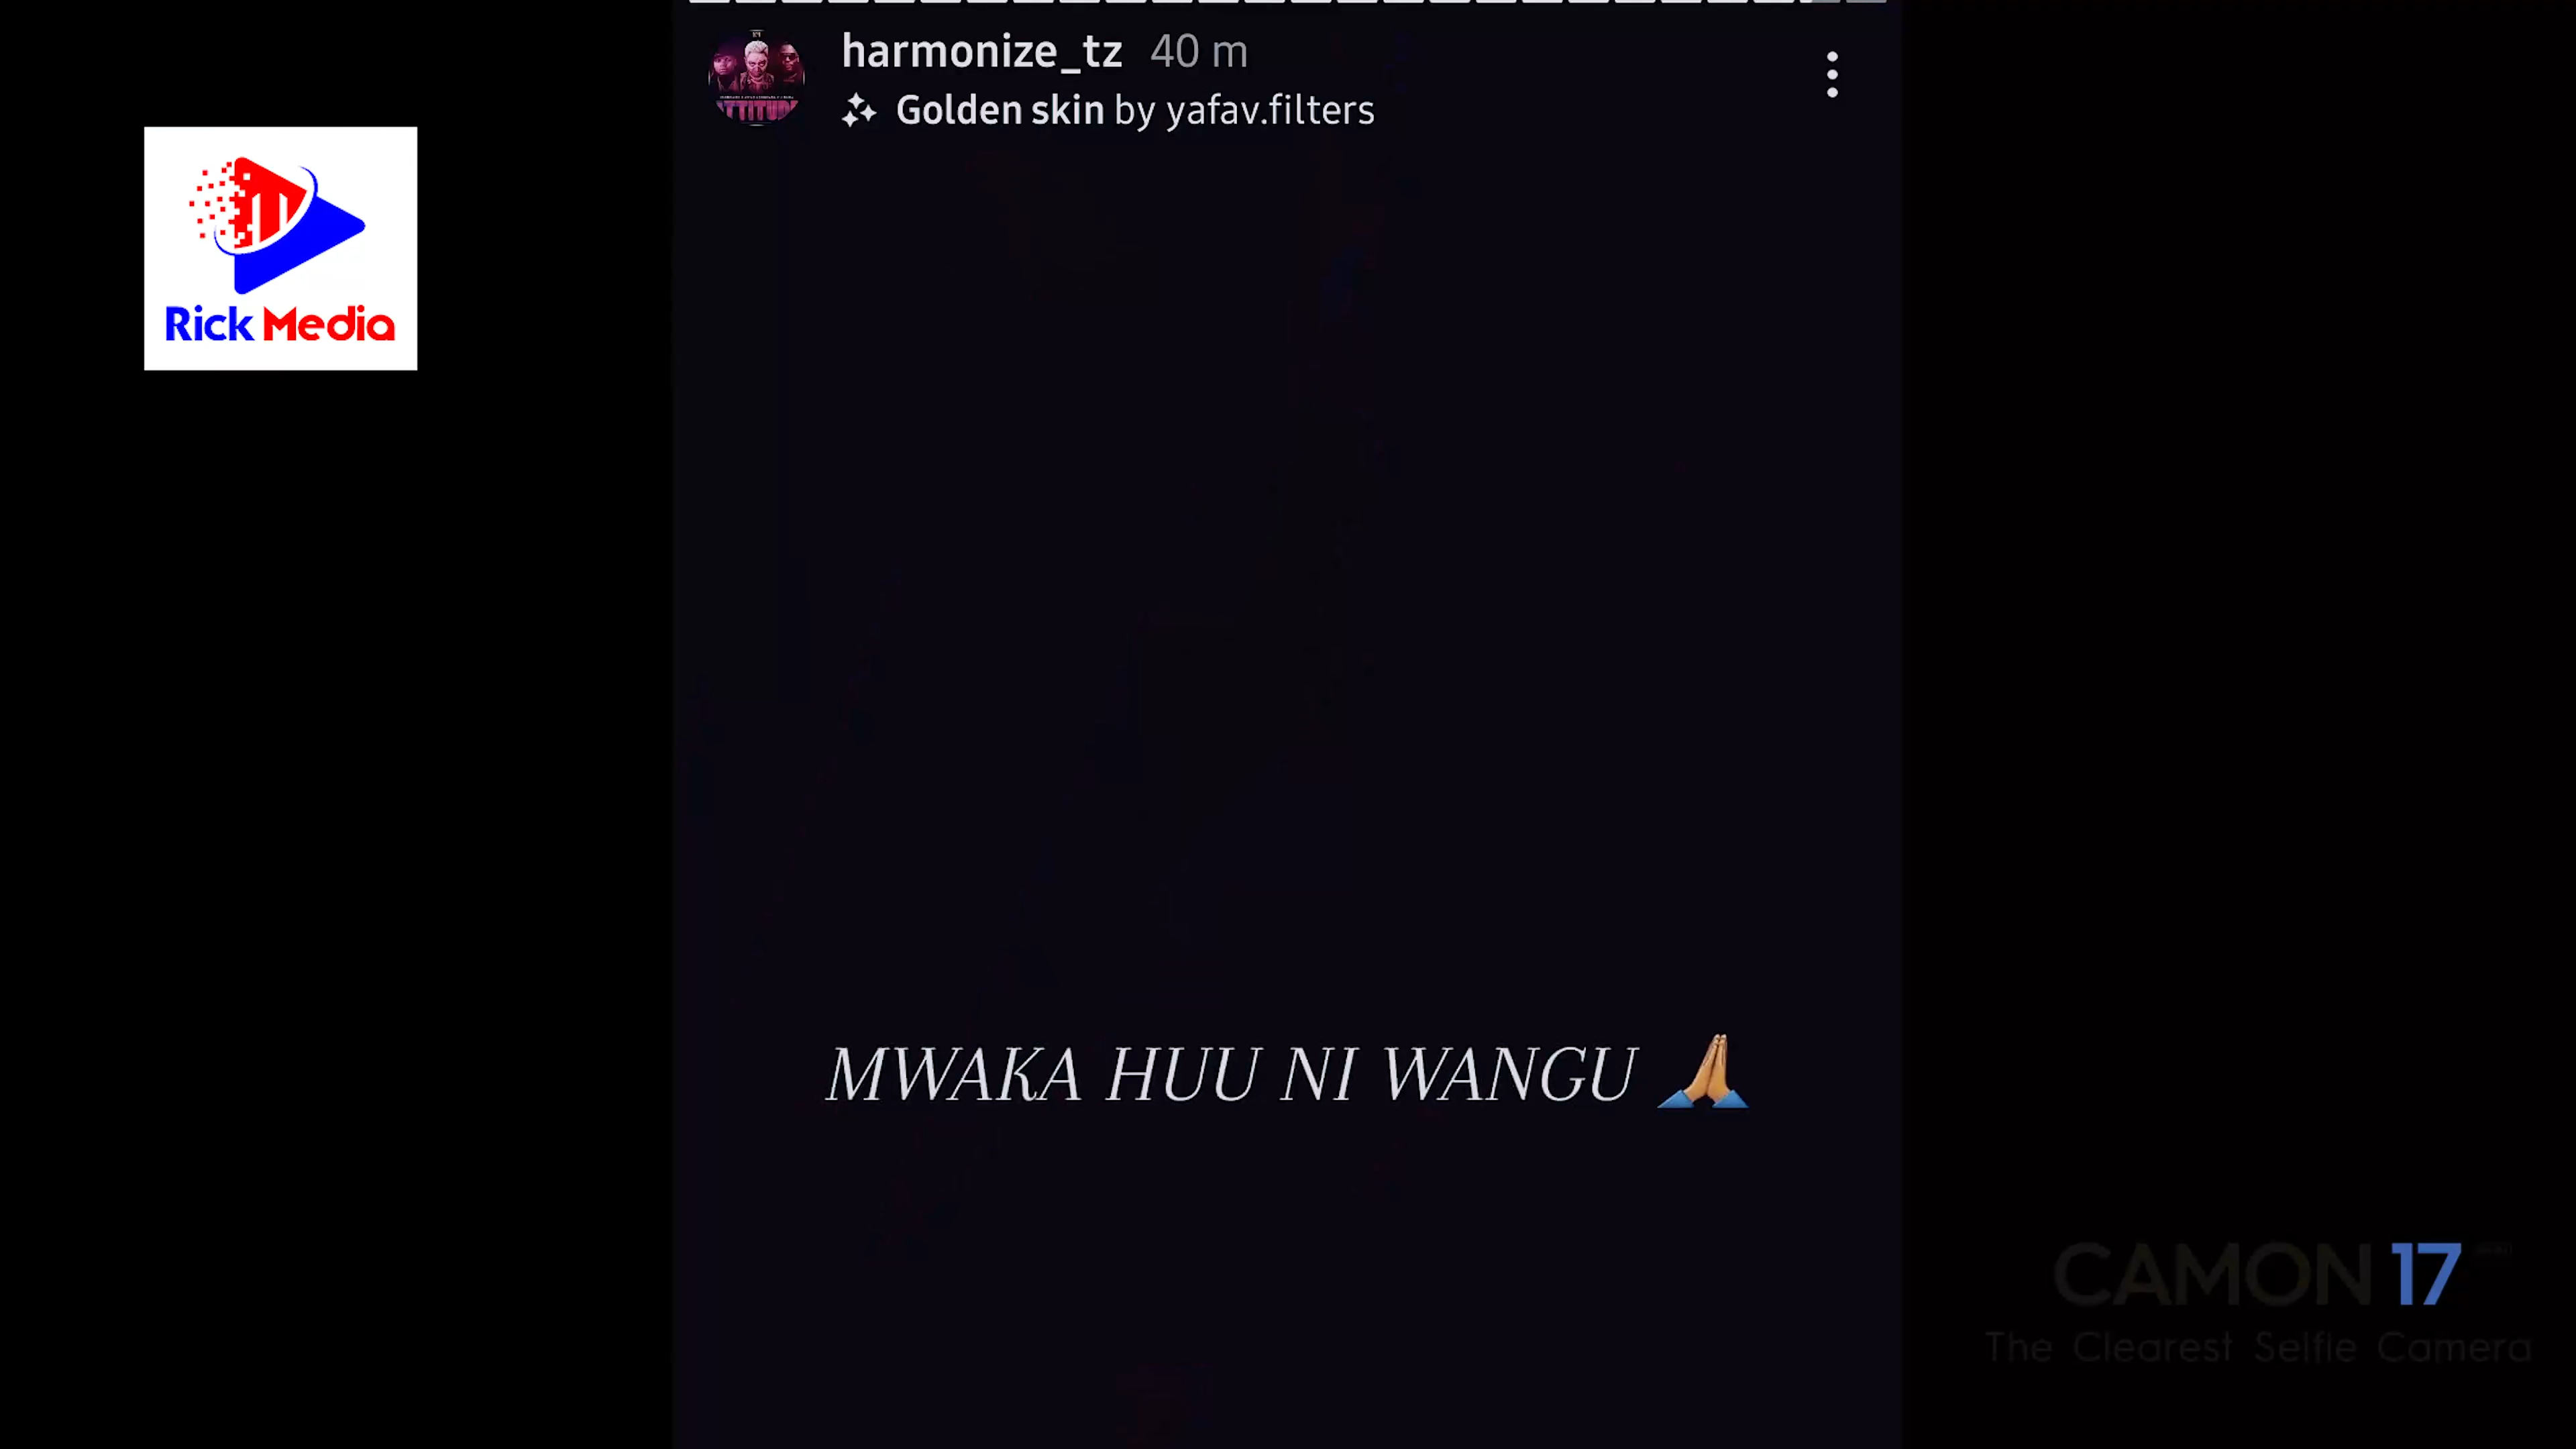 harmonize_tz 40 m
Golden skin by yafav.filters
TTITUD
Rick Media
MWAKA HUU NI WANGU 🙏
CAMON 17
The Clearest Selfie Camera